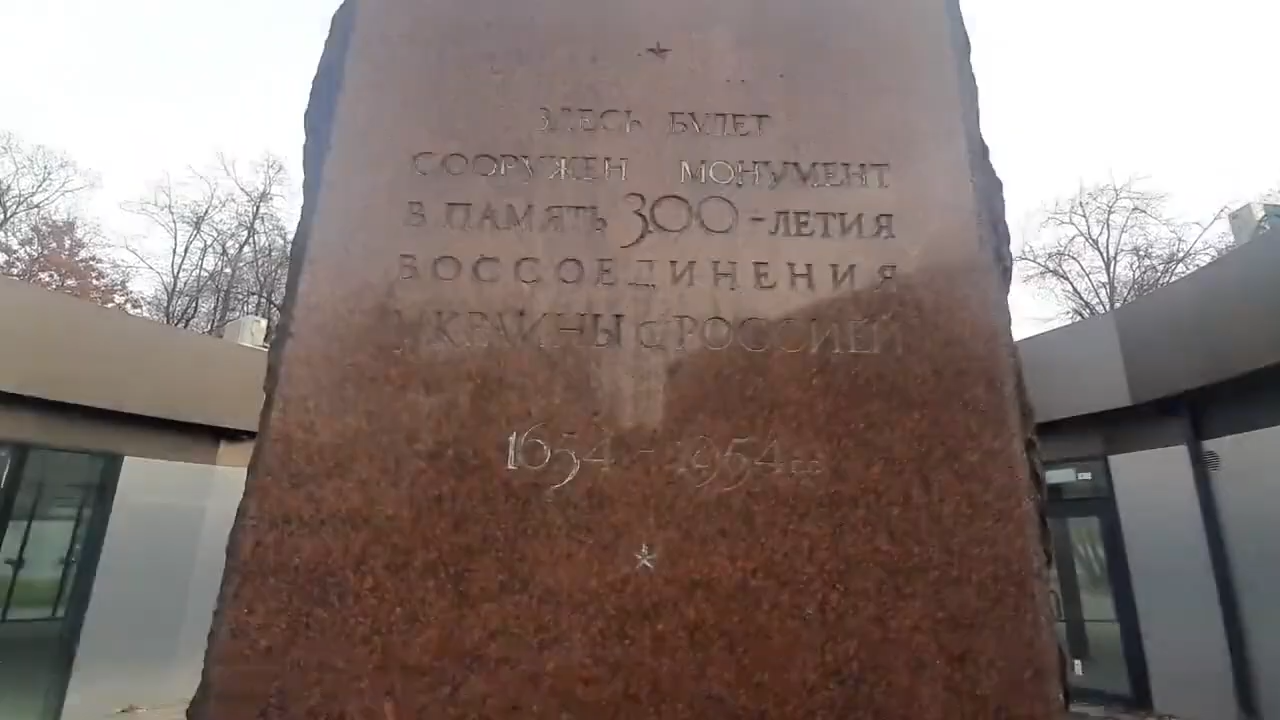 ЗДЕСЬ БУДЕТ
СООРУЖЕН МОНУМЕНТ
В ПАМЯТЬ 300-ЛЕТИЯ
ВОССОЕДИНЕНИЯ
УКРАИНЫ С РОССИЕЙ
1654 - 1954 гг